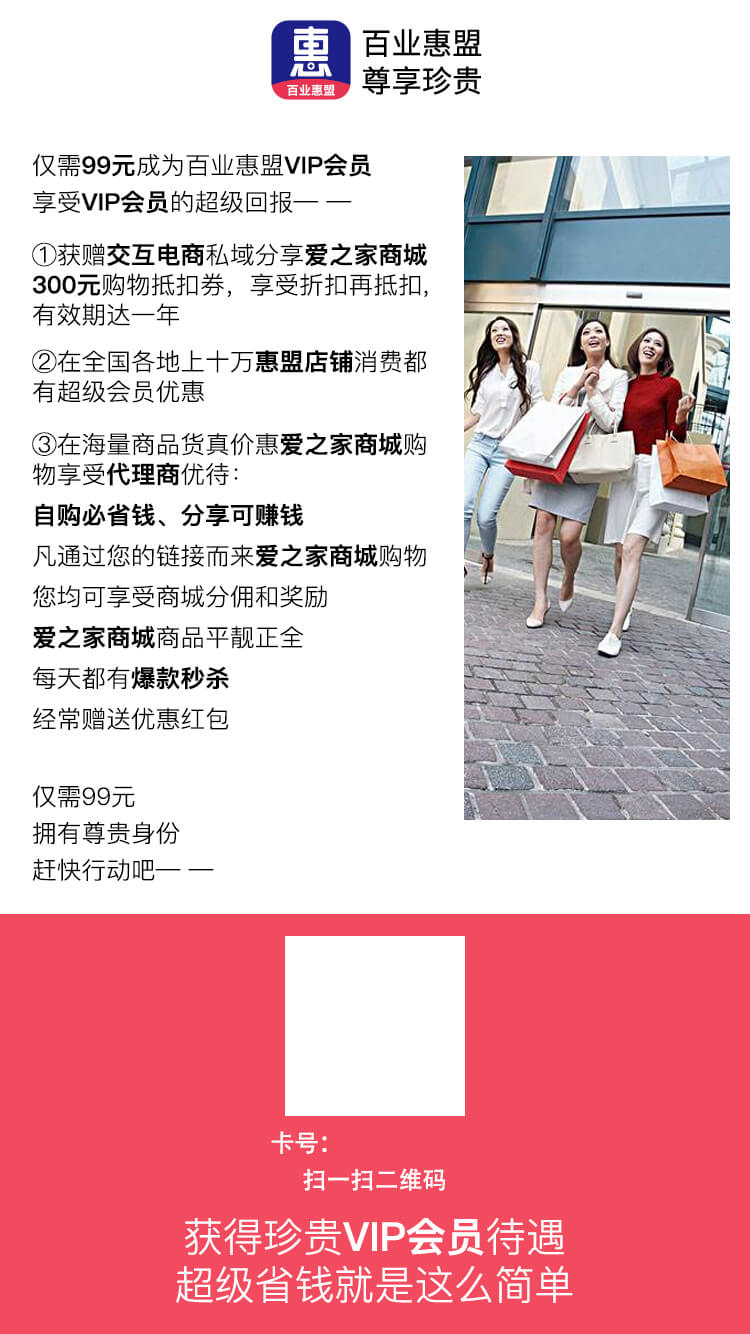 惠
百业惠盟
百业惠盟
尊享珍贵
仅需99元成为百业惠盟VIP会员
享受VIP会员的超级回报— —
①获赠交互电商私域分享爱之家商城
300元购物抵扣券，享受折扣再抵扣,
有效期达一年
②在全国各地上十万惠盟店铺消费都
有超级会员优惠
③在海量商品货真价惠爱之家商城购
物享受代理商优待：
自购必省钱、分享可赚钱
凡通过您的链接而来爱之家商城购物
您均可享受商城分佣和奖励
爱之家商城商品平靓正全
每天都有爆款秒杀
经常赠送优惠红包
仅需99元
拥有尊贵身份
赶快行动吧— —
卡号：
扫一扫二维码
获得珍贵VIP会员待遇
超级省钱就是这么简单